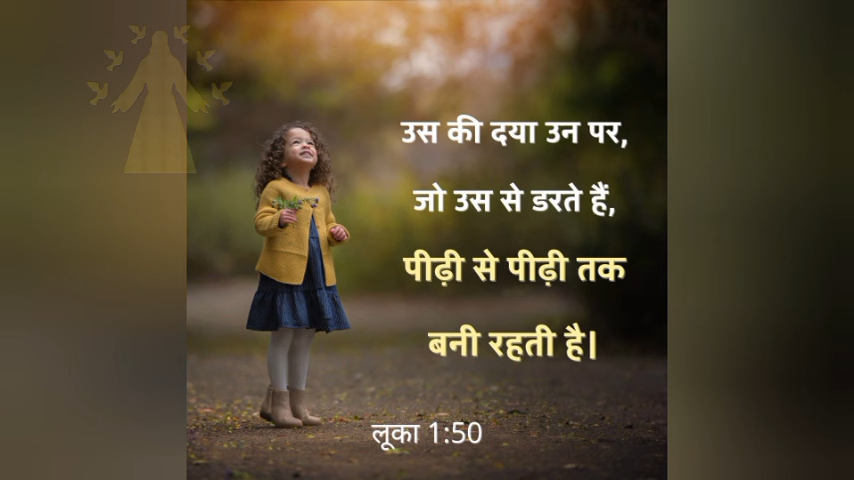 उस की दया उन पर,
जो उस से डरते हैं,
पीढ़ी से पीढ़ी तक
बनी रहती है।
लूका 1:50